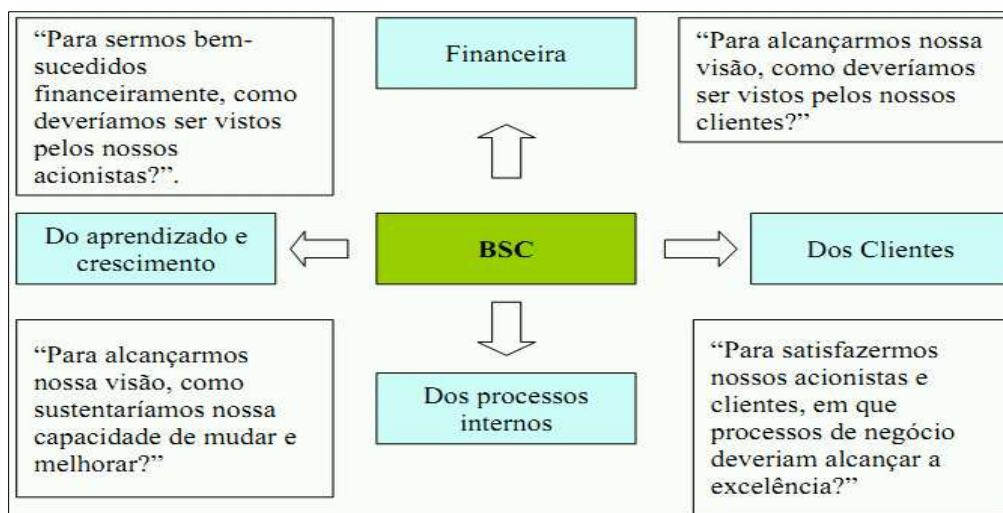 “Para sermos bem-
sucedidos
financeiramente, como
deveríamos ser vistos
pelos nossos
acionistas?”.
Financeira
“Para alcançarmos nossa
visão, como deveríamos
ser vistos pelos nossos
clientes?”
Do aprendizado e
crescimento
BSC
Dos Clientes
“Para alcançarmos
nossa visão, como
sustentaríamos nossa
capacidade de mudar e
melhorar?”
Dos processos
internos
“Para satisfazermos
nossos acionistas e
clientes, em que
processos de negócio
deveriam alcançar a
excelência?”